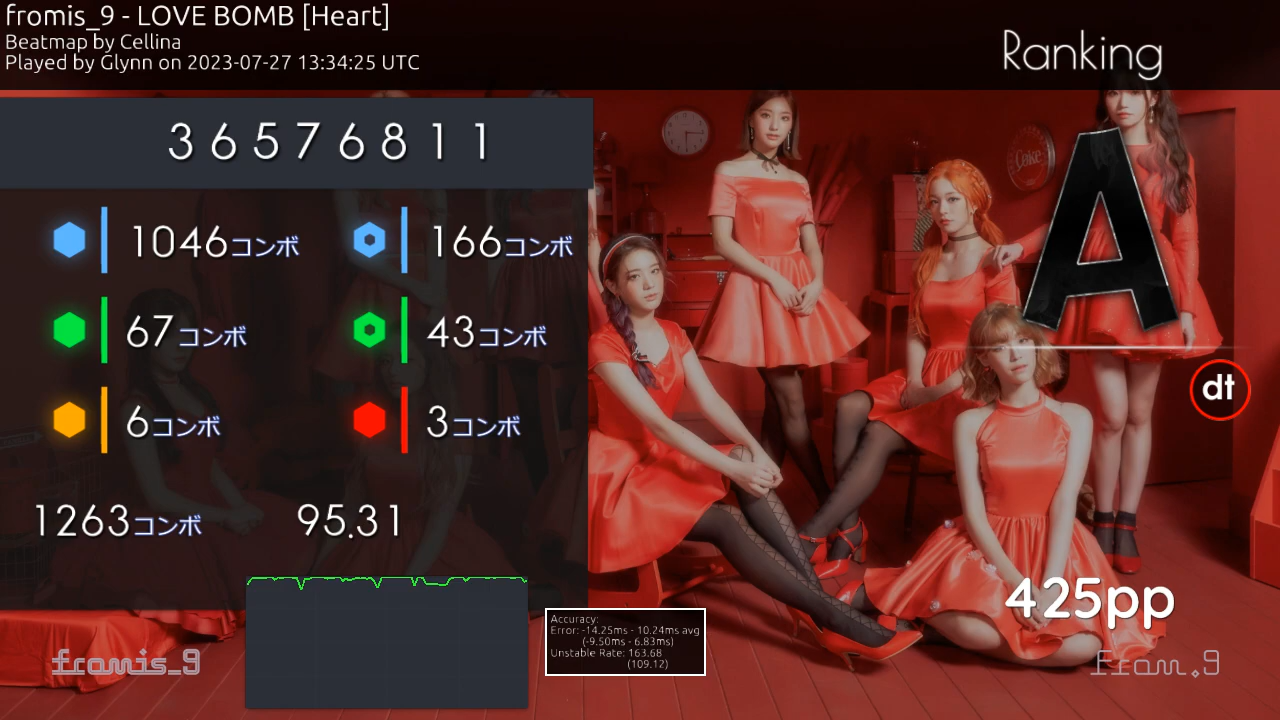 fromis_9 - LOVE BOMB [Heart]
Beatmap by Cellina
Played by Glynn on 2023-07-27 13:34:25 UTC
Ranking
36576811
1046コンボ 166コンボ
67コンボ 43コンボ
6コンボ 3コンボ
1263コンボ 95.31
A
dt
Coke
425pp
Accuracy:
Error: -14.25ms - 10.24ms avg
(-9.50ms - 6.83ms)
Unstable Rate: 163.68
(109.12)
fromis_9
From.9